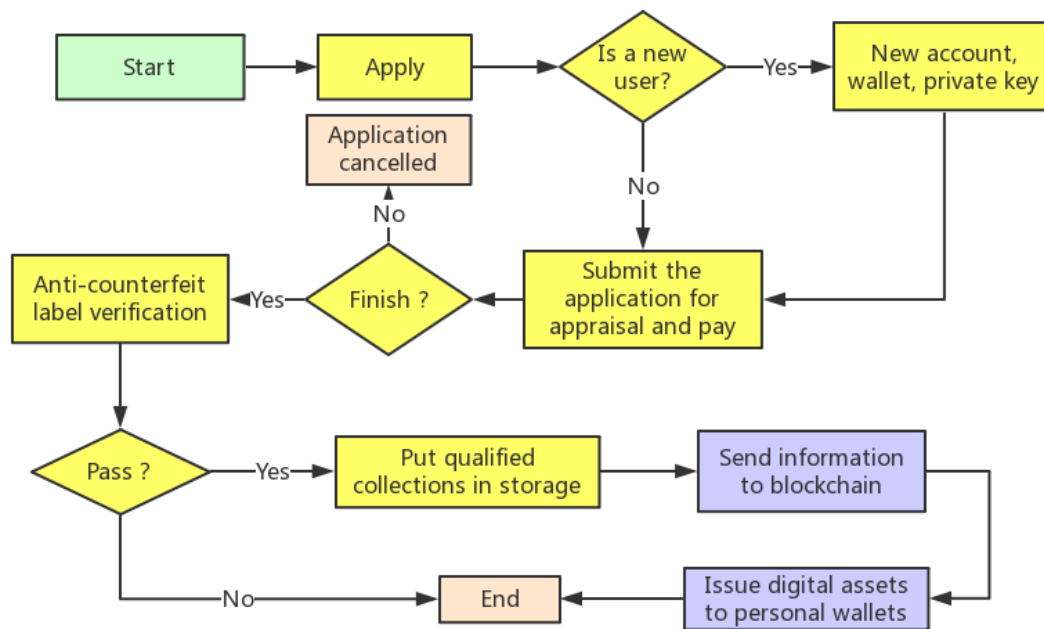 Start
Apply
Is a new
user?
Yes
New account,
wallet, private key
Application
cancelled
No
No
Anti-counterfeit
label verification
Yes
Finish ?
Submit the
application for
appraisal and pay
Pass ?
Yes
Put qualified
collections in storage
Send information
to blockchain
No
End
Issue digital assets
to personal wallets